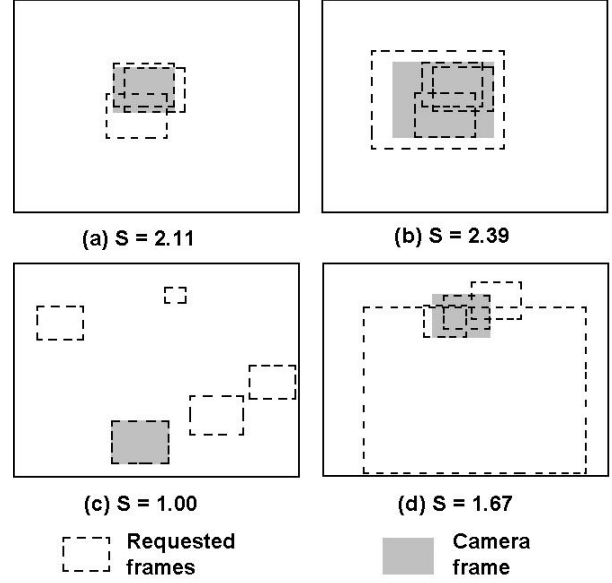 (a) S = 2.11
(b) S = 2.39
(c) S = 1.00
(d) S = 1.67
Requested
frames
Camera
frame